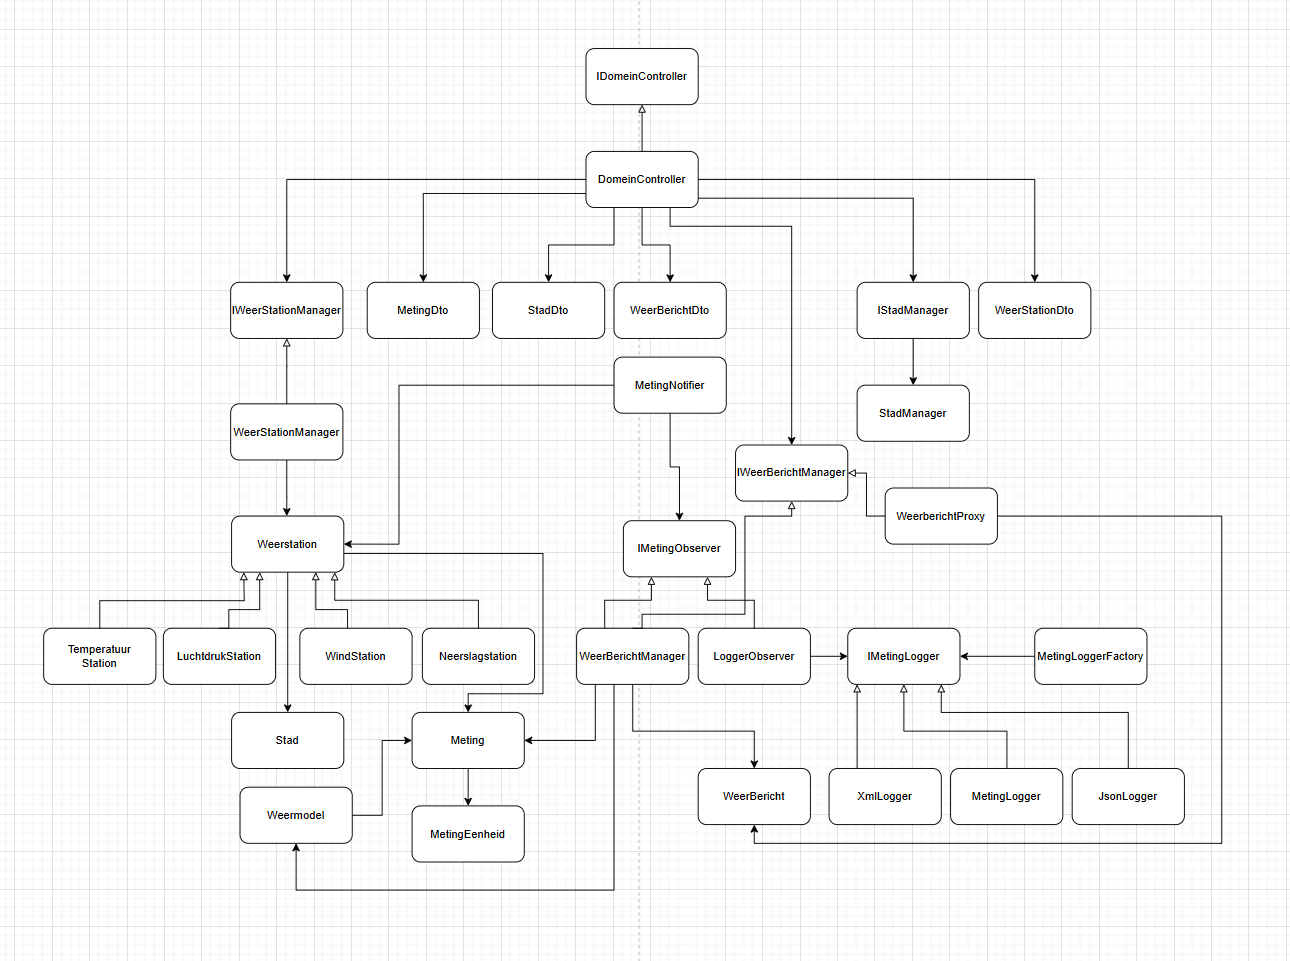 IDomeinController
DomeinController
IWeerStationManager
MetingDto
StadDto
WeerBerichtDto
IStadManager
WeerStationDto
MetingNotifier
StadManager
WeerStationManager
IWeerBerichtManager
WeerberichtProxy
Weerstation
IMetingObserver
Temperatuur
Station
LuchtdrukStation
WindStation
Neerslagstation
WeerBerichtManager
LoggerObserver
IMetingLogger
MetingLoggerFactory
Stad
Meting
WeerBericht
XmlLogger
MetingLogger
JsonLogger
Weermodel
MetingEenheid